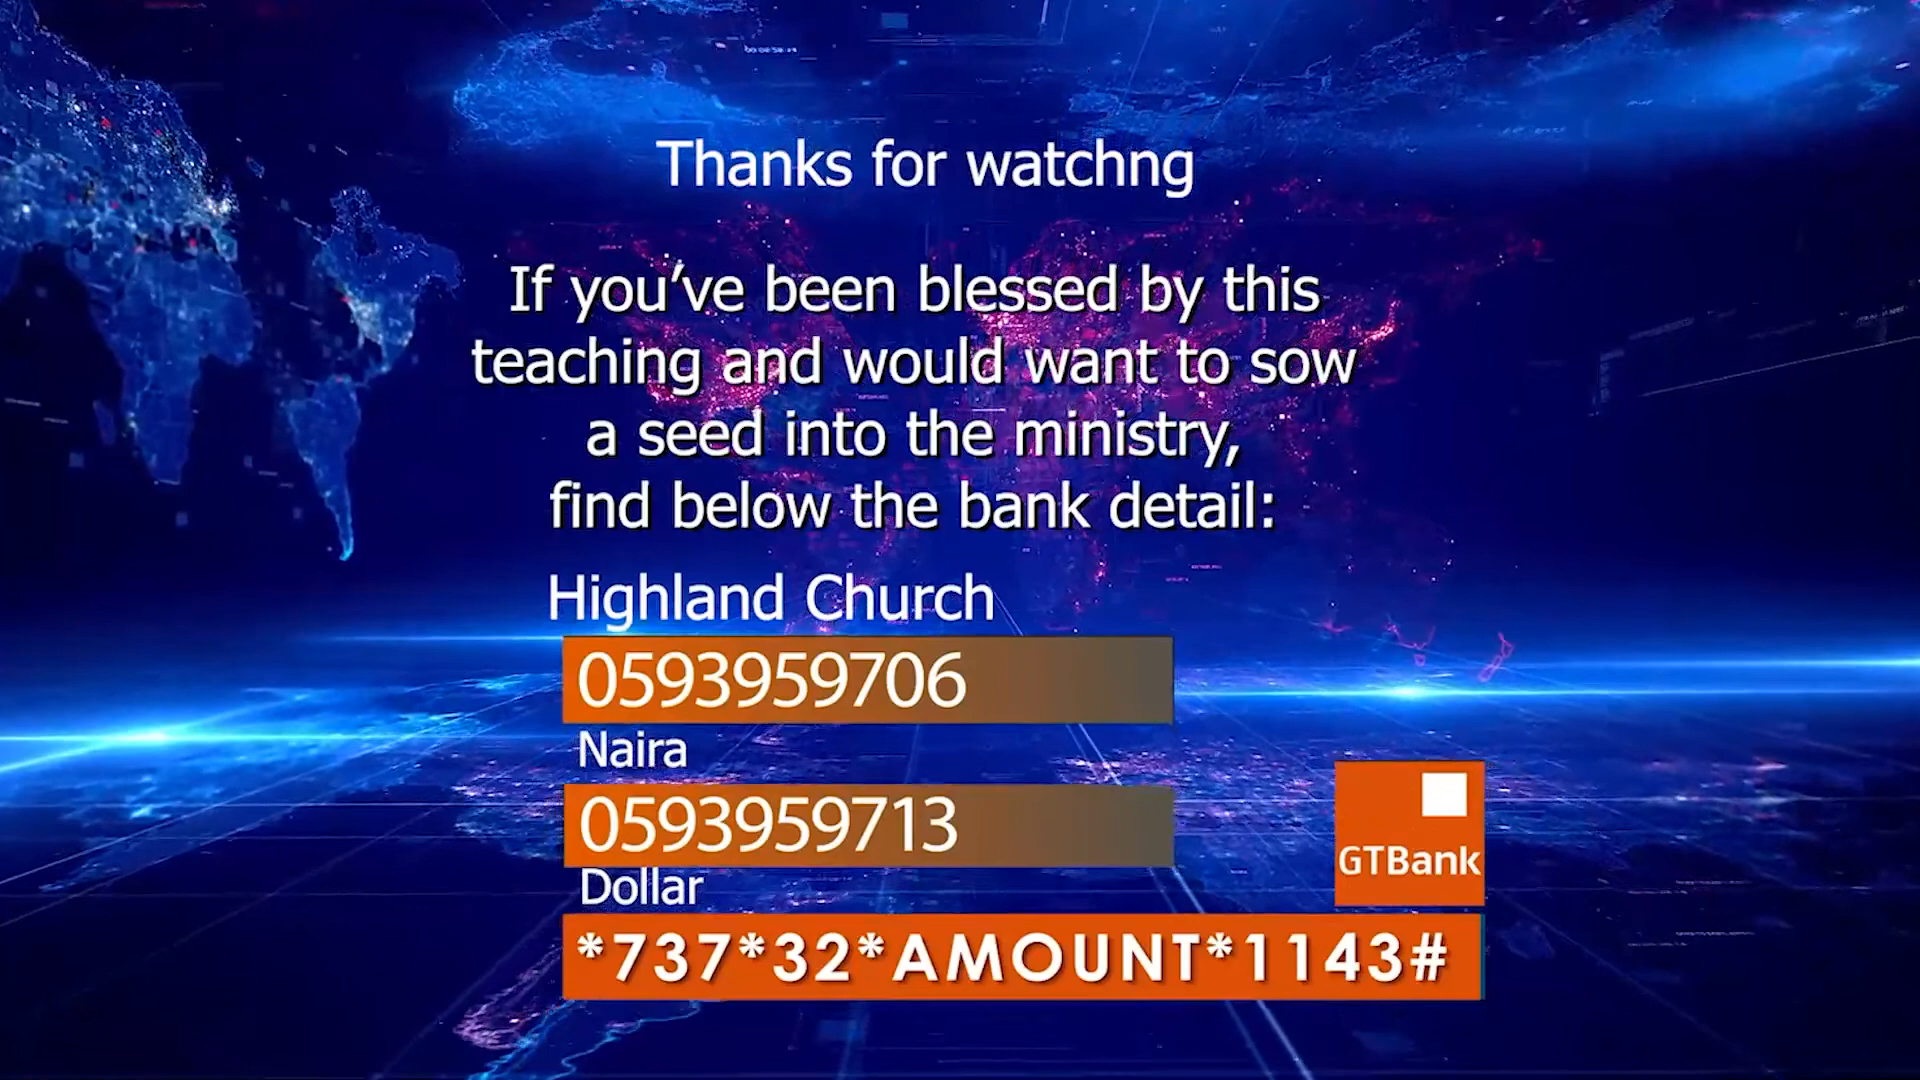 Thanks for watchng
If you’ve been blessed by this
teaching and would want to sow
a seed into the ministry,
find below the bank detail:
Highland Church
0593959706
Naira
0593959713
Dollar
GTBank
*737*32*AMOUNT*1143#